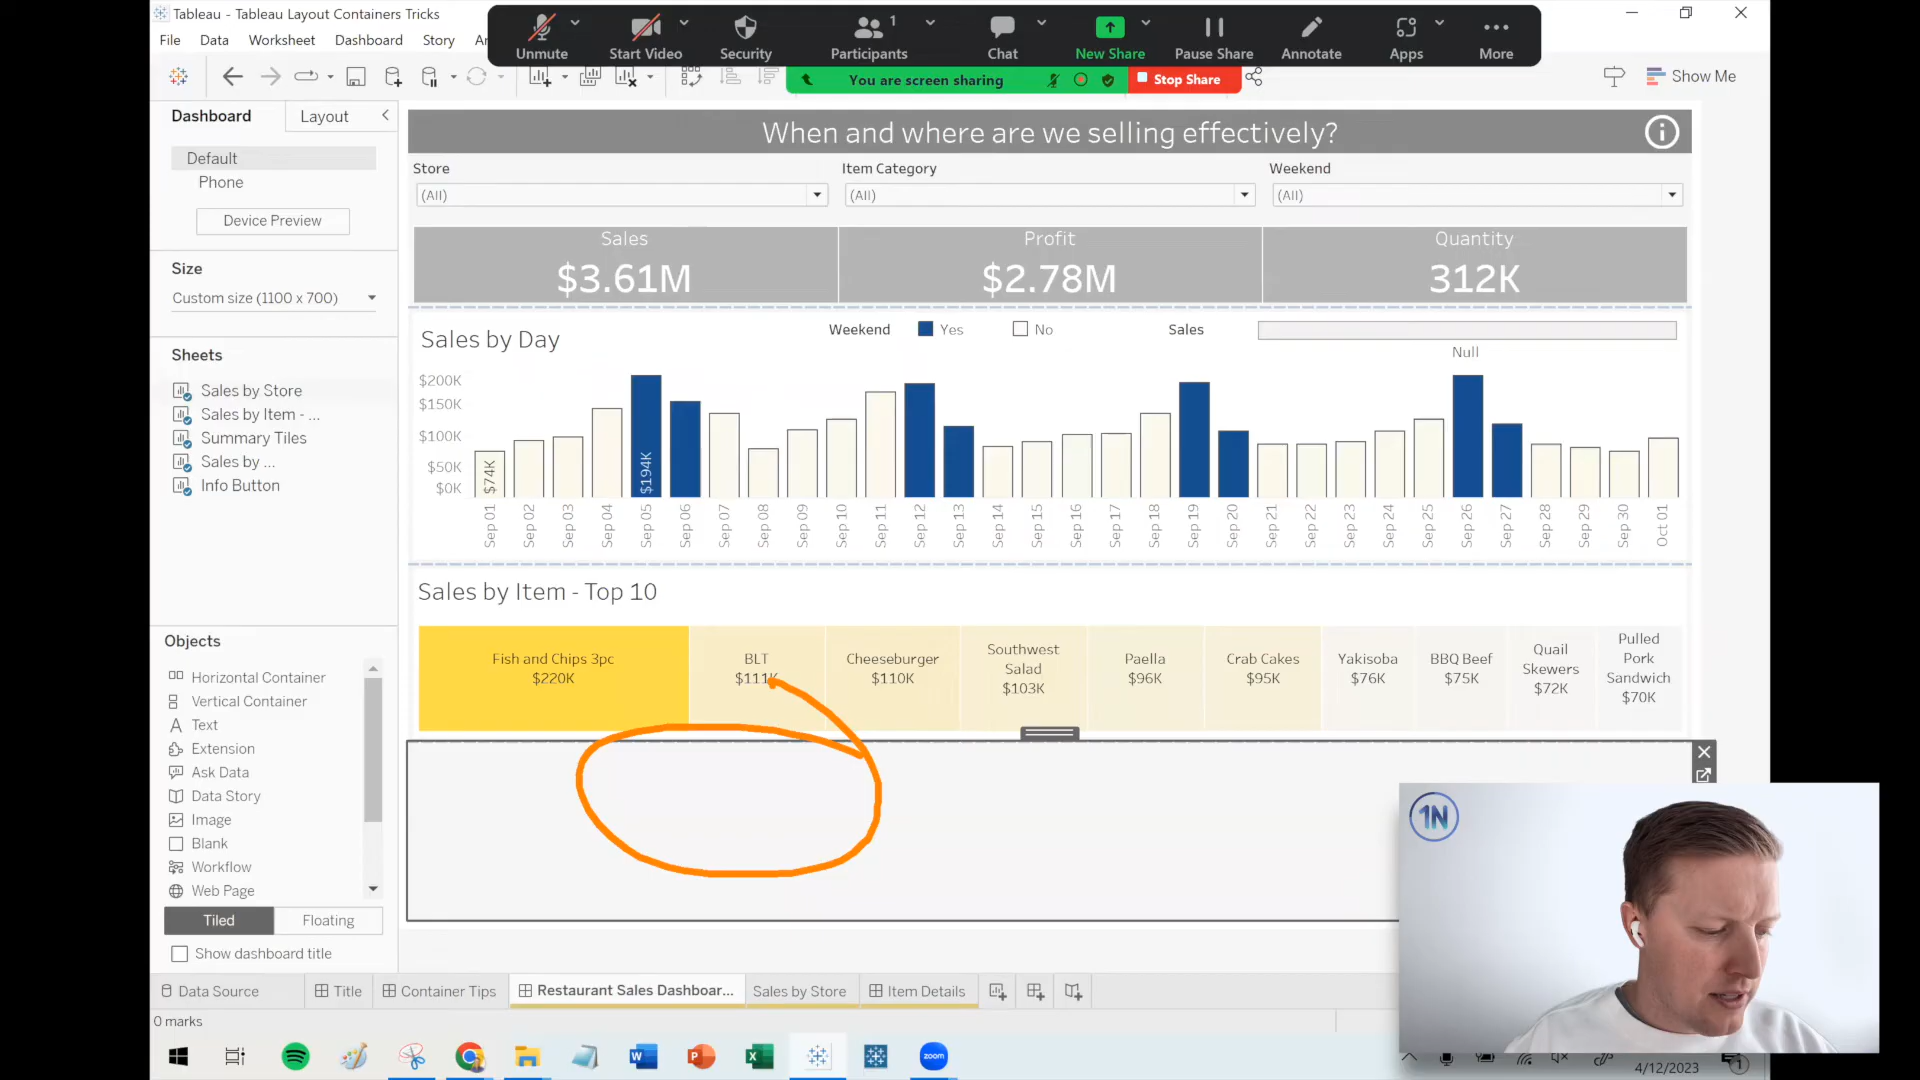 Tableau - Tableau Layout Containers Tricks
File Data Worksheet Dashboard Story
Unmute Start Video Security Participants 1 Chat New Share Pause Share Annotate Apps More
You are screen sharing Stop Share
Show Me
Dashboard Layout
Default
Phone
Device Preview
Size
Custom size (1100 x 700)
Sheets
Sales by Store
Sales by Item - ...
Summary Tiles
Sales by ...
Info Button
Objects
Horizontal Container
Vertical Container
Text
Extension
Ask Data
Data Story
Image
Blank
Workflow
Web Page
Tiled Floating
Show dashboard title
When and where are we selling effectively?
Store Item Category Weekend
(All) (All) (All)
Sales Profit Quantity
$3.61M $2.78M 312K
Sales by Day
Weekend Yes No Sales
Null
$200K
$150K
$100K
$50K
$0K
$74K $194K
Sep 01 Sep 02 Sep 03 Sep 04 Sep 05 Sep 06 Sep 07 Sep 08 Sep 09 Sep 10 Sep 11 Sep 12 Sep 13 Sep 14 Sep 15 Sep 16 Sep 17 Sep 18 Sep 19 Sep 20 Sep 21 Sep 22 Sep 23 Sep 24 Sep 25 Sep 26 Sep 27 Sep 28 Sep 29 Sep 30 Oct 01
Sales by Item - Top 10
Fish and Chips 3pc
$220K
BLT
$111K
Cheeseburger
$110K
Southwest
Salad
$103K
Paella
$96K
Crab Cakes
$95K
Yakisoba
$76K
BBQ Beef
$75K
Quail
Skewers
$72K
Pulled
Pork
Sandwich
$70K
1N
Data Source Title Container Tips Restaurant Sales Dashboar... Sales by Store Item Details
0 marks
zoom
4/12/2023
1